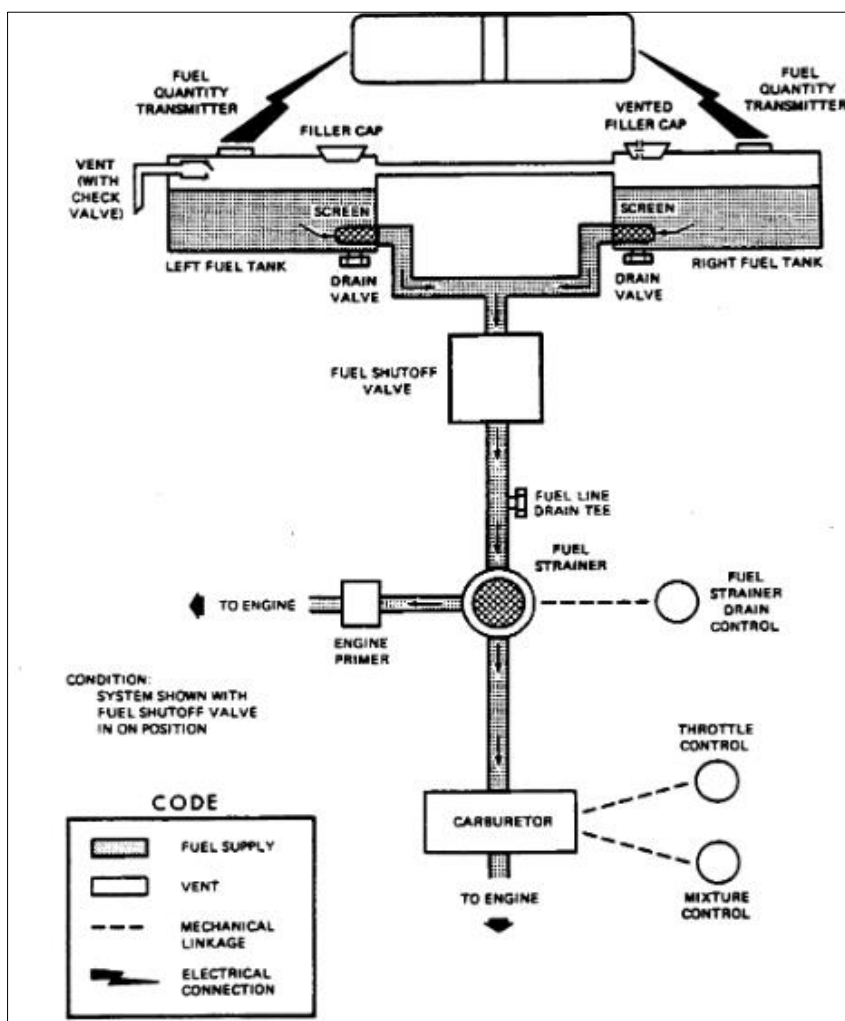 FUEL
QUANTITY
TRANSMITTER
FUEL
QUANTITY
TRANSMITTER
FILLER CAP
VENTED
FILLER CAP
VENT
(WITH
CHECK
VALVE)
SCREEN
SCREEN
LEFT FUEL TANK
DRAIN
VALVE
DRAIN
VALVE
RIGHT FUEL TANK
FUEL SHUTOFF
VALVE
FUEL LINE
DRAIN TEE
FUEL
STRAINER
FUEL
STRAINER
DRAIN
CONTROL
TO ENGINE
ENGINE
PRIMER
CONDITION:
SYSTEM SHOWN WITH
FUEL SHUTOFF VALVE
IN ON POSITION
THROTTLE
CONTROL
CARBURETOR
TO ENGINE
MIXTURE
CONTROL
CODE
FUEL SUPPLY
VENT
MECHANICAL
LINKAGE
ELECTRICAL
CONNECTION